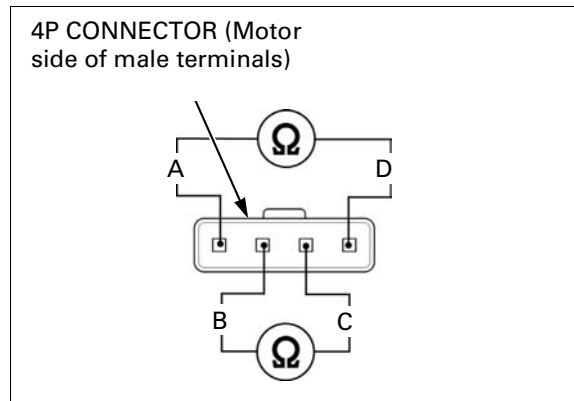 4P CONNECTOR (Motor
side of male terminals)
Ω
A D
B C
Ω